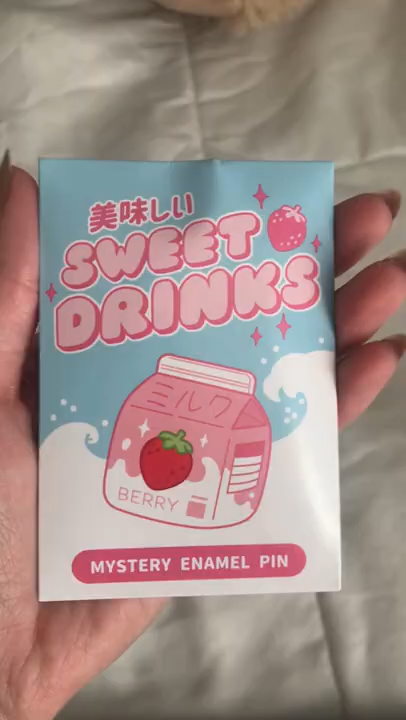 美味しい
SWEET
DRINKS
ミルク
BERRY
MYSTERY ENAMEL PIN